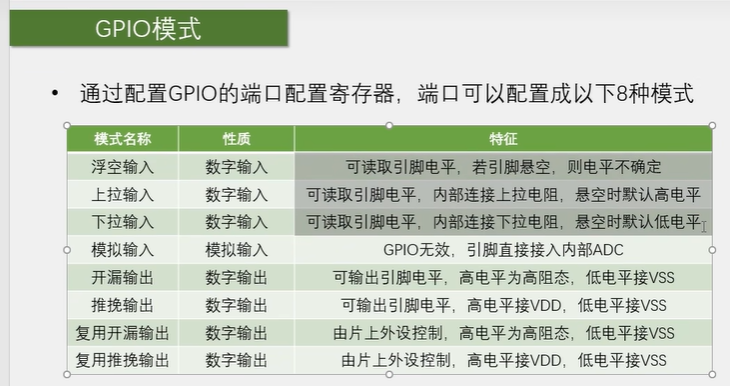 GPIO模式
• 通过配置GPIO的端口配置寄存器，端口可以配置成以下8种模式
模式名称 性质 特征
浮空输入 数字输入 可读取引脚电平，若引脚悬空，则电平不确定
上拉输入 数字输入 可读取引脚电平，内部连接上拉电阻，悬空时默认高电平
下拉输入 数字输入 可读取引脚电平，内部连接下拉电阻，悬空时默认低电平
模拟输入 模拟输入 GPIO无效，引脚直接接入内部ADC
开漏输出 数字输出 可输出引脚电平，高电平为高阻态，低电平接VSS
推挽输出 数字输出 可输出引脚电平，高电平接VDD，低电平接VSS
复用开漏输出 数字输出 由片上外设控制，高电平为高阻态，低电平接VSS
复用推挽输出 数字输出 由片上外设控制，高电平接VDD，低电平接VSS